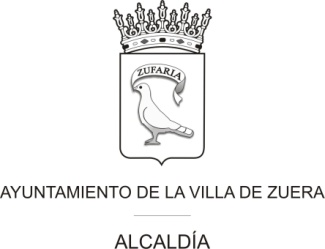 ZUFARIA
AYUNTAMIENTO DE LA VILLA DE ZUERA
ALCALDÍA